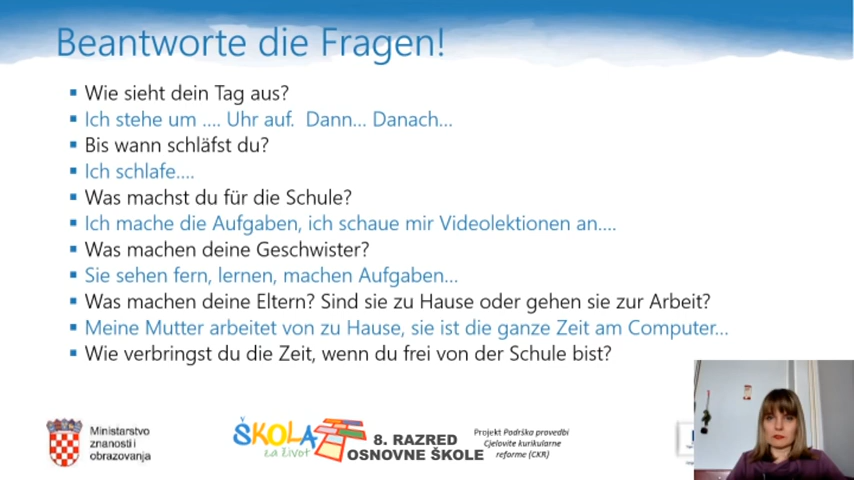 Beantworte die Fragen!
Wie sieht dein Tag aus?
Ich stehe um .... Uhr auf. Dann... Danach...
Bis wann schläfst du?
Ich schlafe....
Was machst du für die Schule?
Ich mache die Aufgaben, ich schaue mir Videolektionen an....
Was machen deine Geschwister?
Sie sehen fern, lernen, machen Aufgaben...
Was machen deine Eltern? Sind sie zu Hause oder gehen sie zur Arbeit?
Meine Mutter arbeitet von zu Hause, sie ist die ganze Zeit am Computer...
Wie verbringst du die Zeit, wenn du frei von der Schule bist?
Ministarstvo
znanosti i
obrazovanja
ŠKOLA
za život
8. RAZRED
OSNOVNE ŠKOLE
Projekt Podrška provedbi
Cjelovite kurikularne
reforme (CKR)